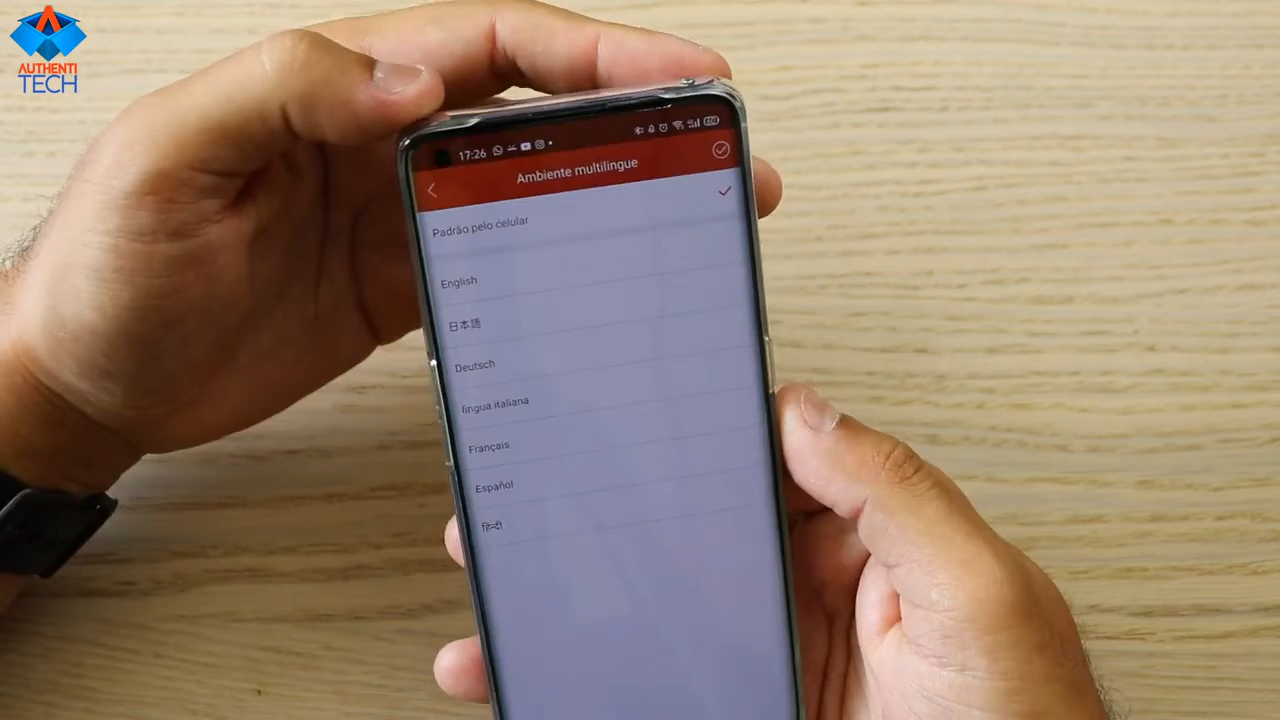 AUTHENTI
TECH
17:26
Ambiente multilingue
Padrão pelo celular
English
日本語
Deutsch
lingua italiana
Français
Español
हिन्दी